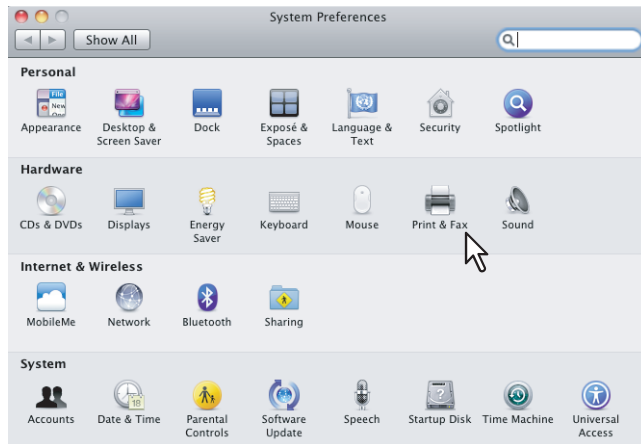 System Preferences
Show All
Personal
Appearance
Desktop &
Screen Saver
Dock
Exposé &
Spaces
Language &
Text
Security
Spotlight
Hardware
CDs & DVDs
Displays
Energy
Saver
Keyboard
Mouse
Print & Fax
Sound
Internet & Wireless
MobileMe
Network
Bluetooth
Sharing
System
Accounts
Date & Time
Parental
Controls
Software
Update
Speech
Startup Disk
Time Machine
Universal
Access